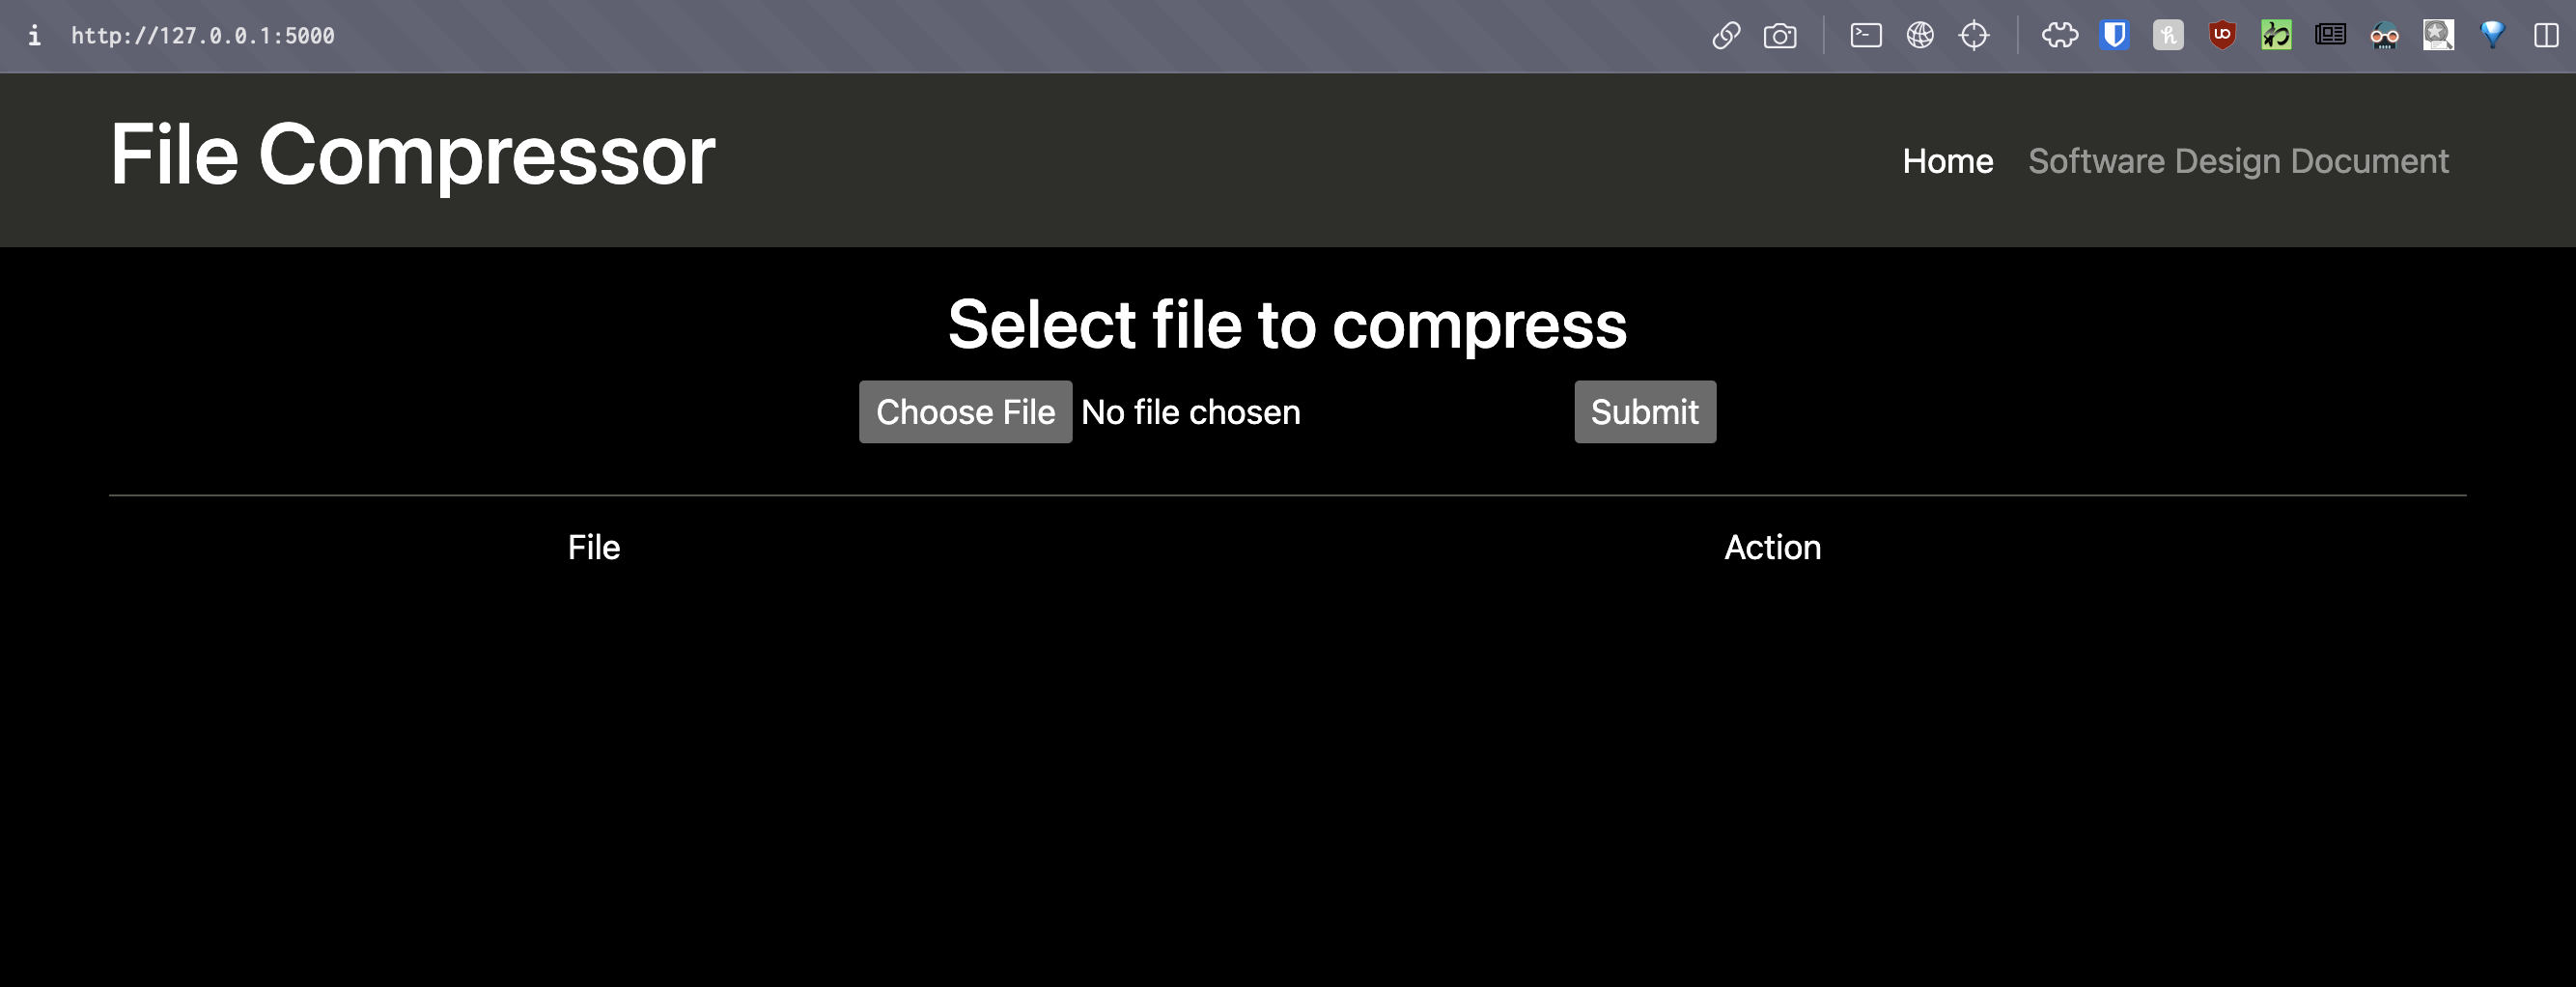 http://127.0.0.1:5000
File Compressor
Home Software Design Document
Select file to compress
Choose File No file chosen Submit
File Action